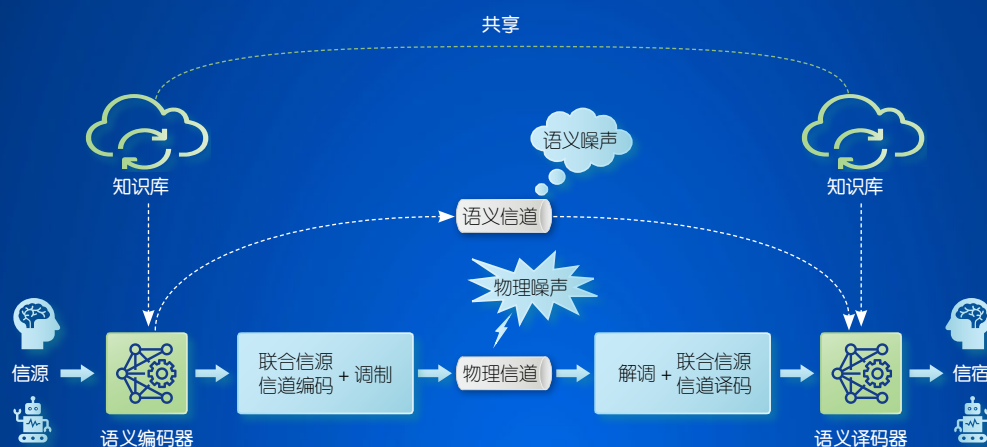 共享
语义噪声
知识库
知识库
语义信道
物理噪声
信源
联合信源
信道编码
+ 调制
物理信道
解调 +
联合信源
信道译码
信宿
语义编码器
语义译码器